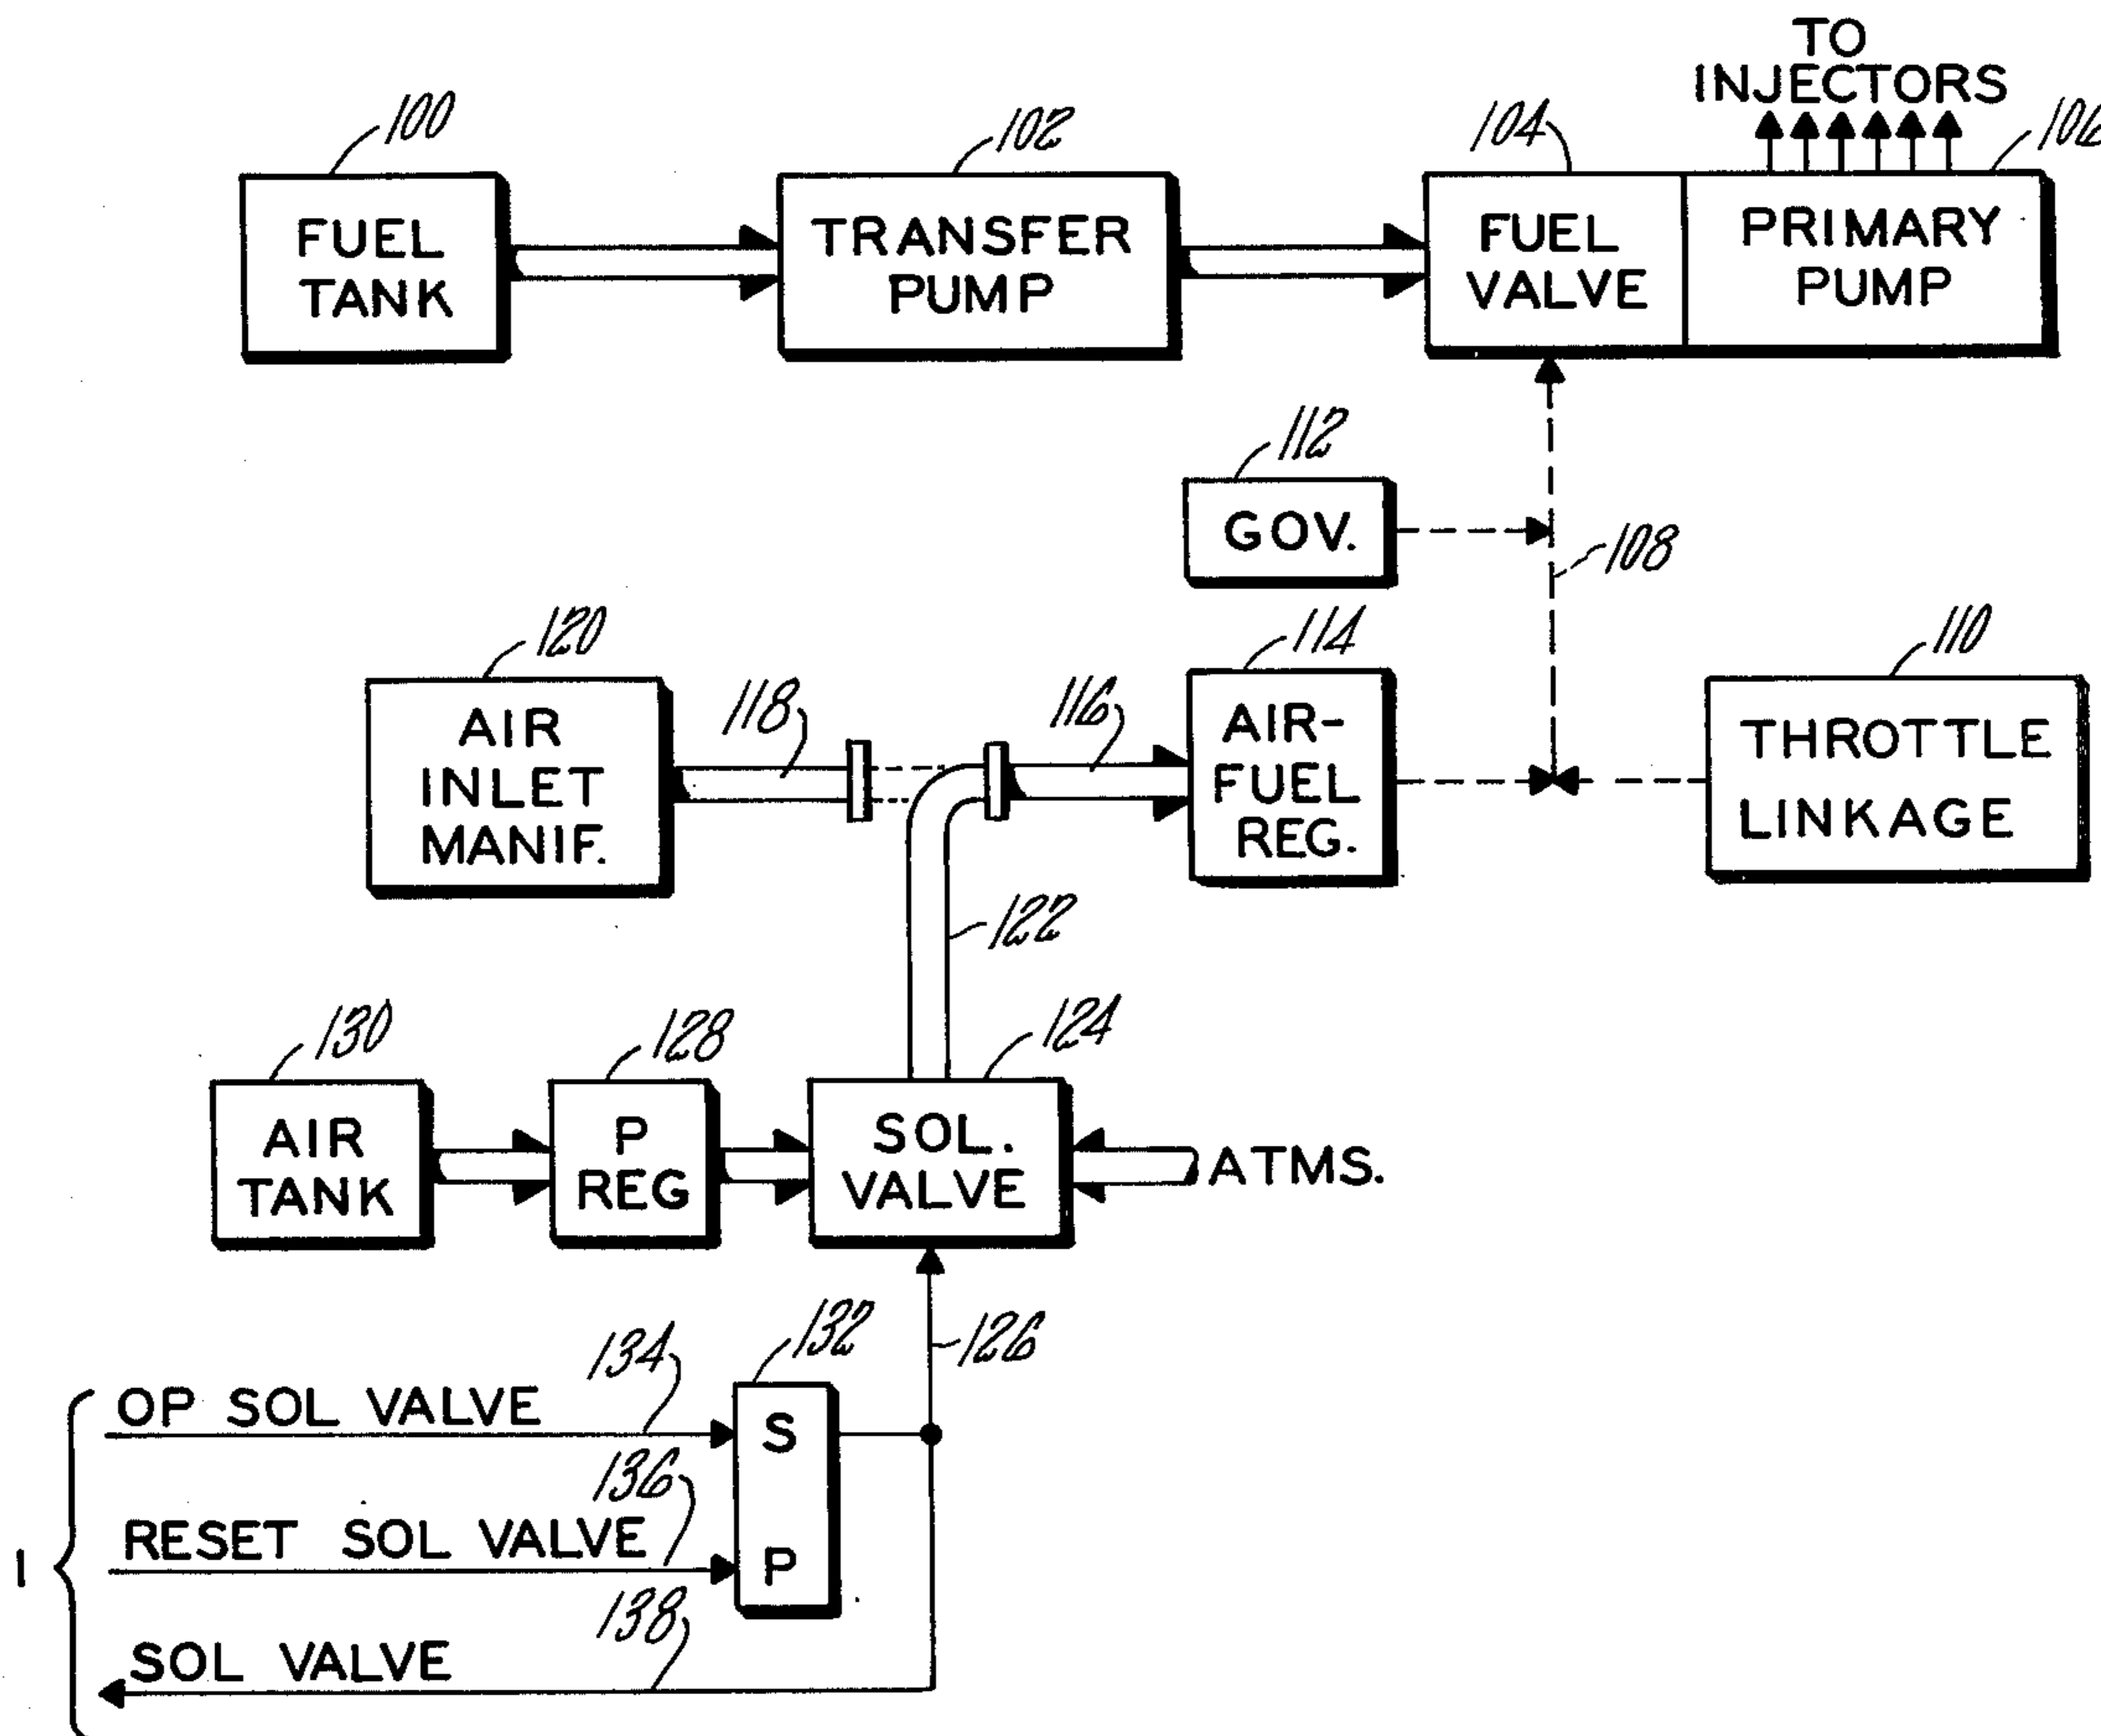 TO
INJECTORS
100
102
104
FUEL
TANK
TRANSFER
PUMP
FUEL
VALVE
PRIMARY
PUMP
112
GOV.
108
120
118
116
114
110
AIR
INLET
MANIF.
AIR-
FUEL
REG.
THROTTLE
LINKAGE
122
130
128
124
AIR
TANK
P
REG
SOL.
VALVE
ATMS.
132
126
134
OP SOL VALVE
S
136
RESET SOL VALVE
P
1
138
SOL VALVE